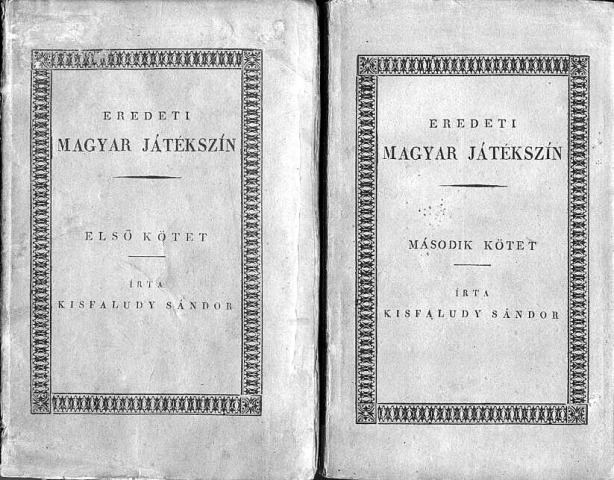 EREDETI
MAGYAR JÁTÉKSZÍN
ELSŐ KÖTET
ÍRTA
KISFALUDY SÁNDOR
EREDETI
MAGYAR JÁTÉKSZÍN
MÁSODIK KÖTET
ÍRTA
KISFALUDY SÁNDOR